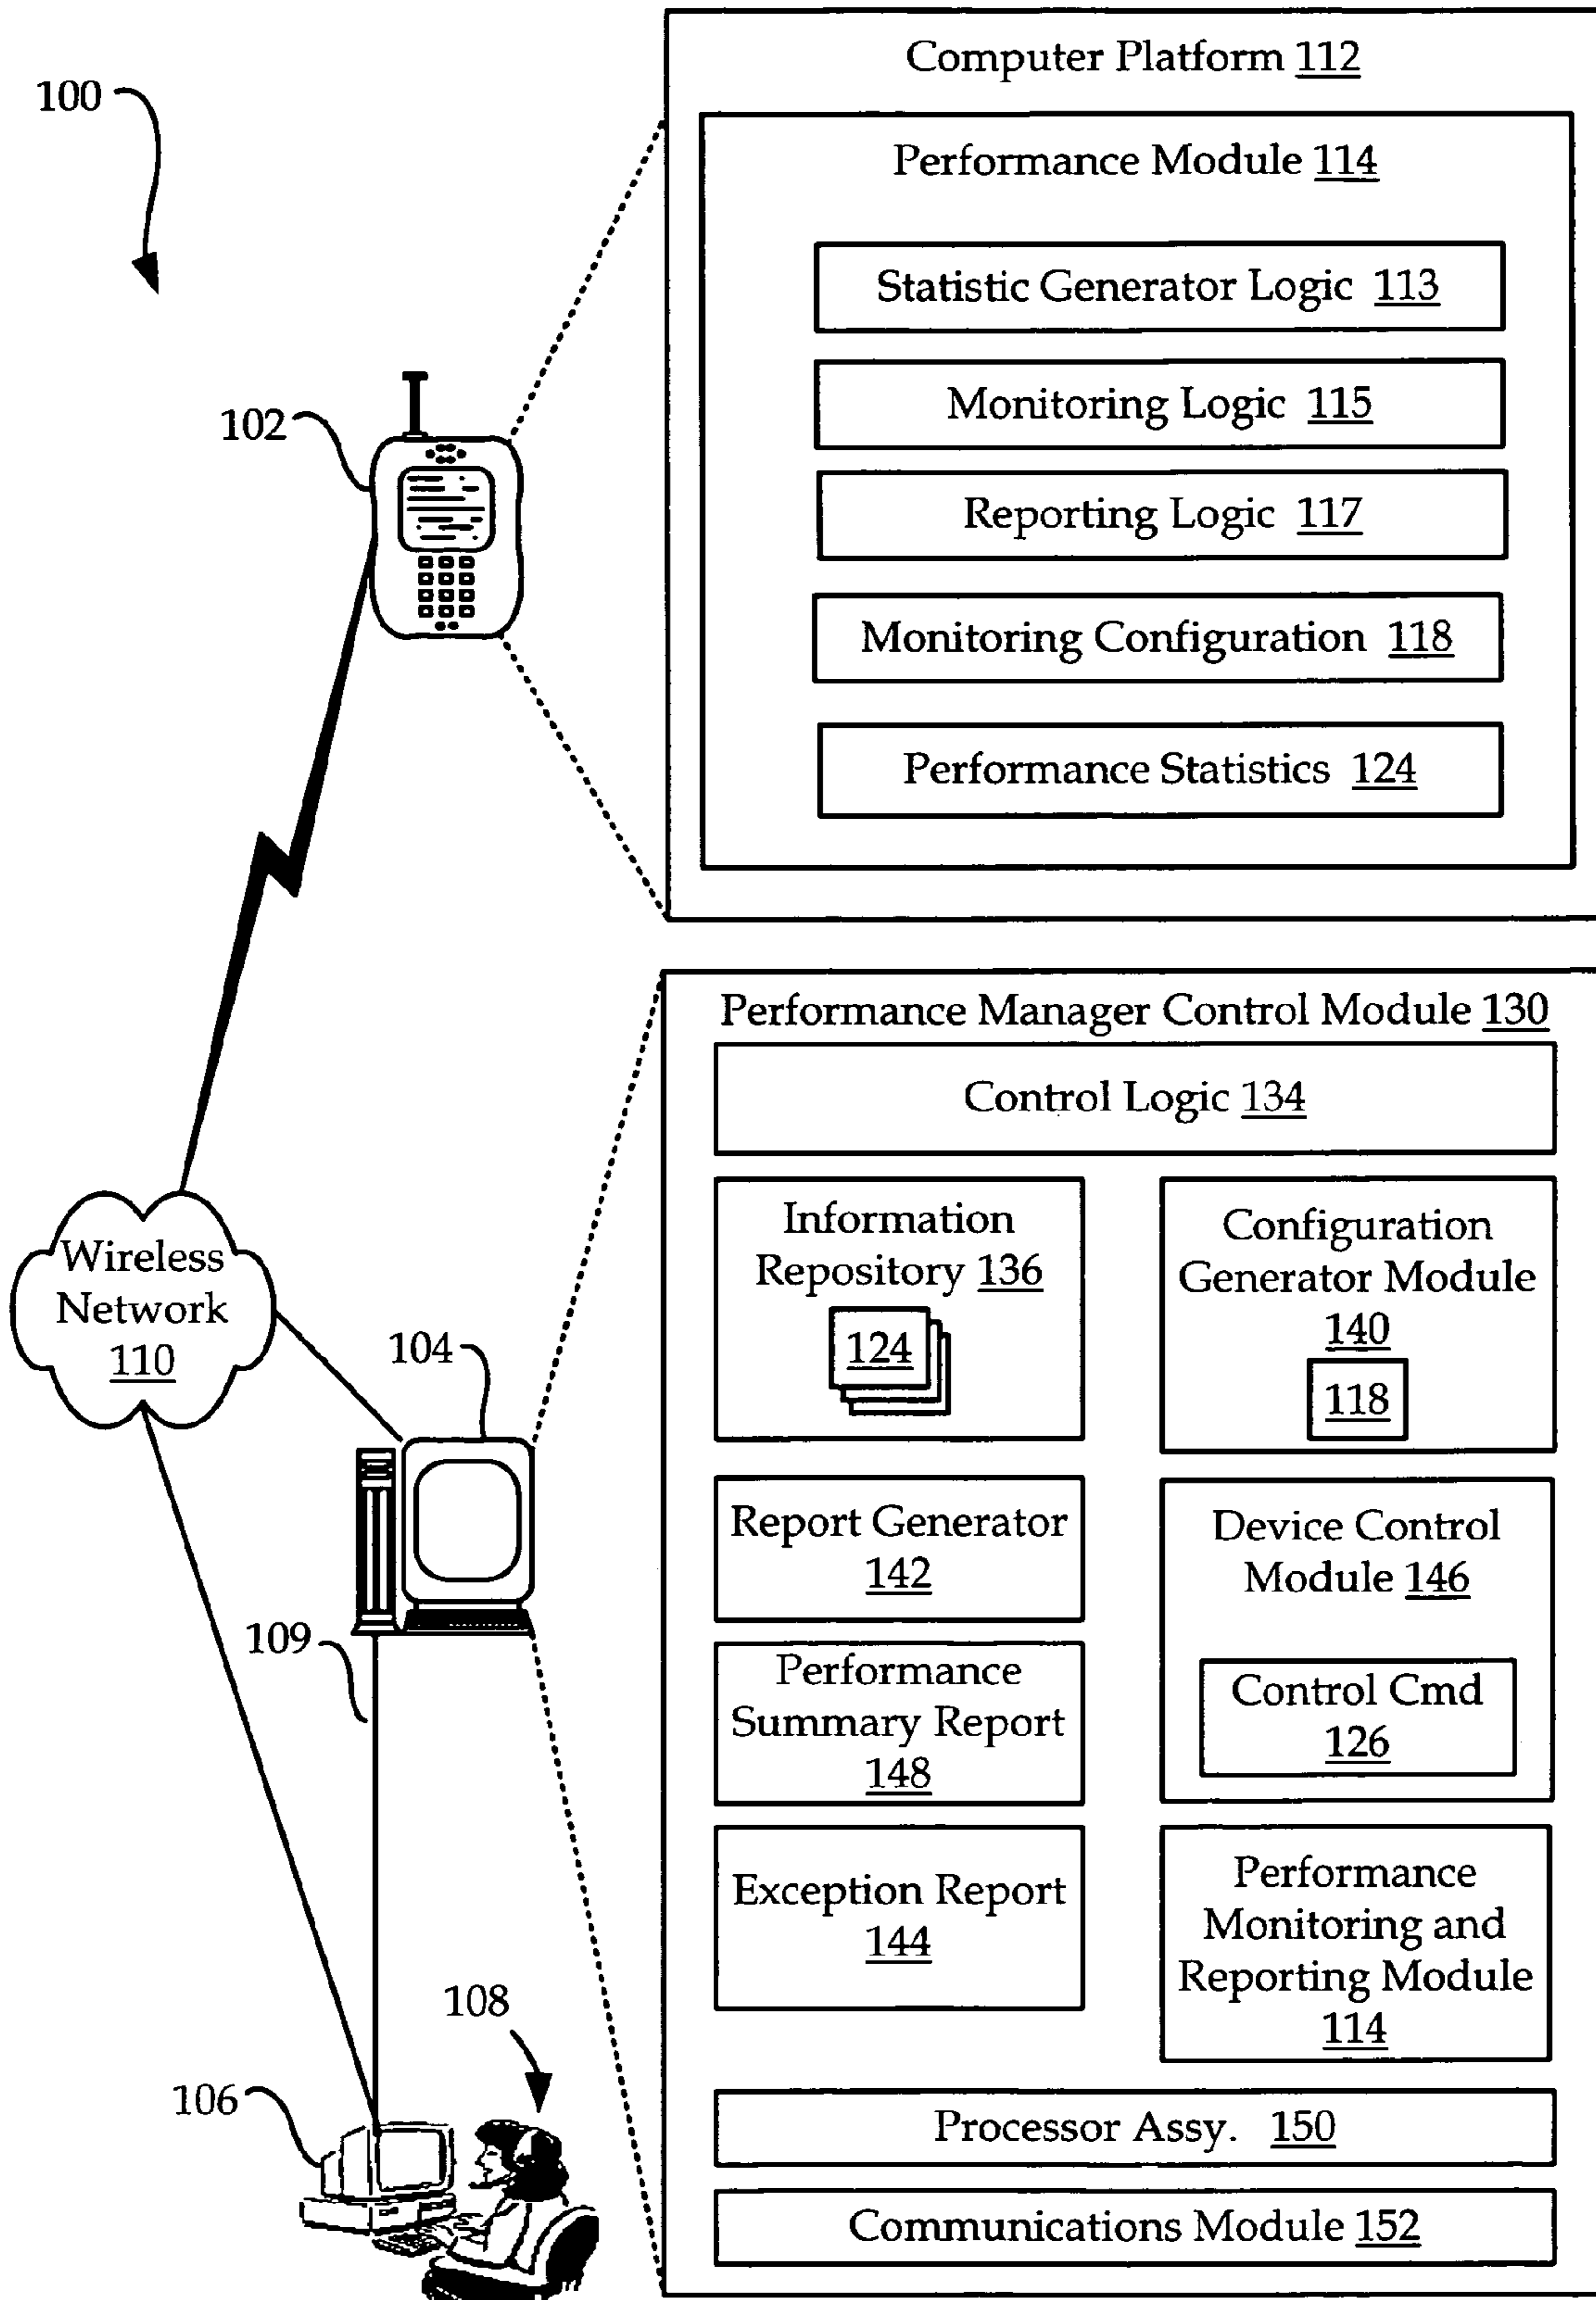 100
Computer Platform 112
Performance Module 114
Statistic Generator Logic 113
Monitoring Logic 115
Reporting Logic 117
Monitoring Configuration 118
Performance Statistics 124
102
Wireless
Network
110
104
109
106
108
Performance Manager Control Module 130
Control Logic 134
Information
Repository 136
124
Configuration
Generator Module
140
118
Report Generator
142
Device Control
Module 146
Control Cmd
126
Performance
Summary Report
148
Exception Report
144
Performance
Monitoring and
Reporting Module
114
Processor Assy. 150
Communications Module 152